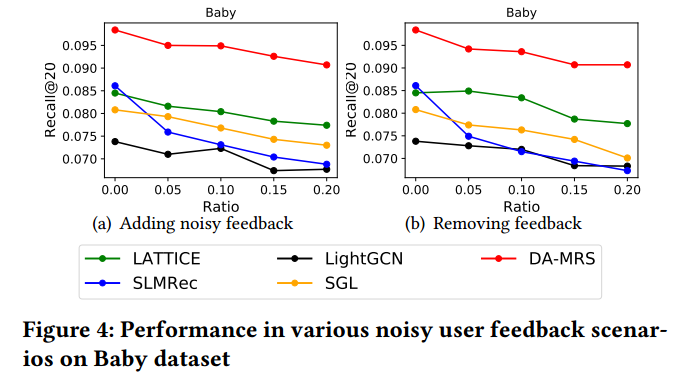 Baby
0.095
0.090
0.085
0.080
0.075
0.070
Recall@20
0.00 0.05 0.10 0.15 0.20
Ratio
(a) Adding noisy feedback
Baby
0.095
0.090
0.085
0.080
0.075
0.070
Recall@20
0.00 0.05 0.10 0.15 0.20
Ratio
(b) Removing feedback
LATTICE LightGCN DA-MRS
SLMRec SGL
Figure 4: Performance in various noisy user feedback scenar-
ios on Baby dataset